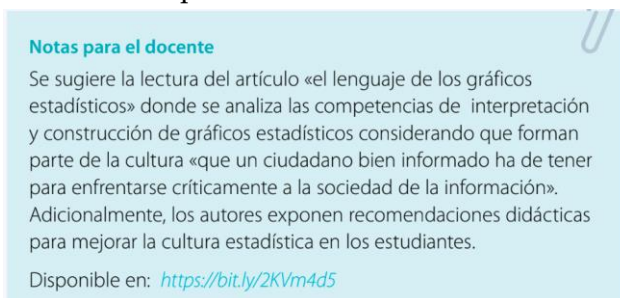 Notas para el docente
Se sugiere la lectura del artículo «el lenguaje de los gráficos
estadísticos» donde se analiza las competencias de interpretación
y construcción de gráficos estadísticos considerando que forman
parte de la cultura «que un ciudadano bien informado ha de tener
para enfrentarse críticamente a la sociedad de la información».
Adicionalmente, los autores exponen recomendaciones didácticas
para mejorar la cultura estadística en los estudiantes.
Disponible en: https://bit.ly/2KVm4d5